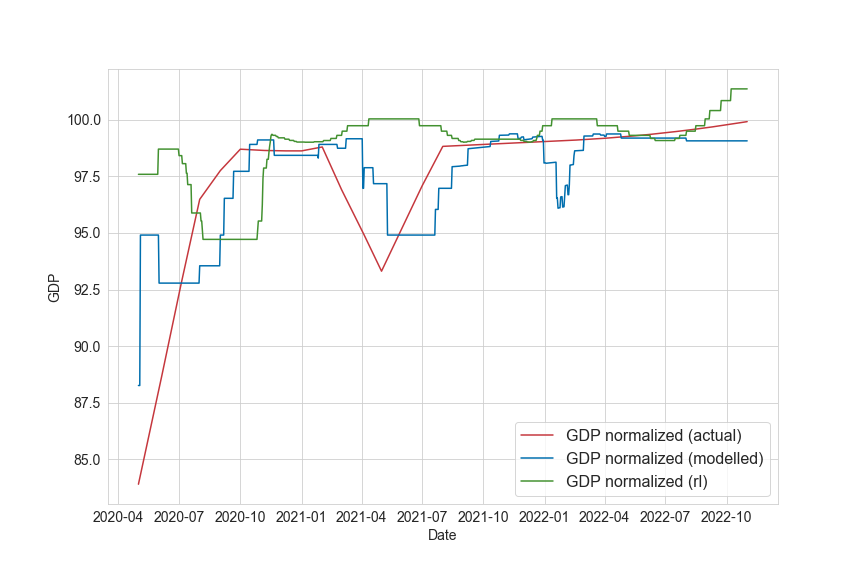 100.0
97.5
95.0
92.5
90.0
87.5
85.0
GDP
GDP normalized (actual)
GDP normalized (modelled)
GDP normalized (rl)
2020-04 2020-07 2020-10 2021-01 2021-04 2021-07 2021-10 2022-01 2022-04 2022-07 2022-10
Date